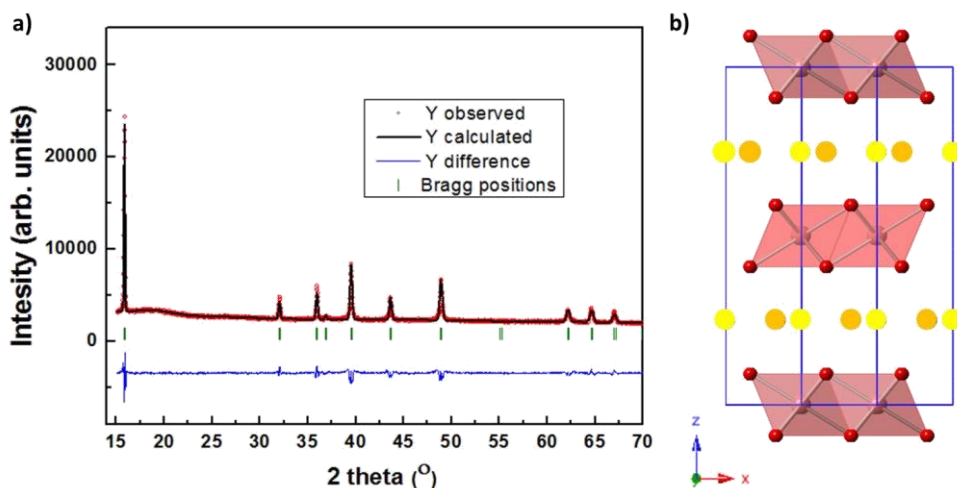 a)
Intesity (arb. units)
30000
20000
10000
0
Y observed
Y calculated
Y difference
Bragg positions
15 20 25 30 35 40 45 50 55 60 65 70
2 theta (O)
b)
z
y
x